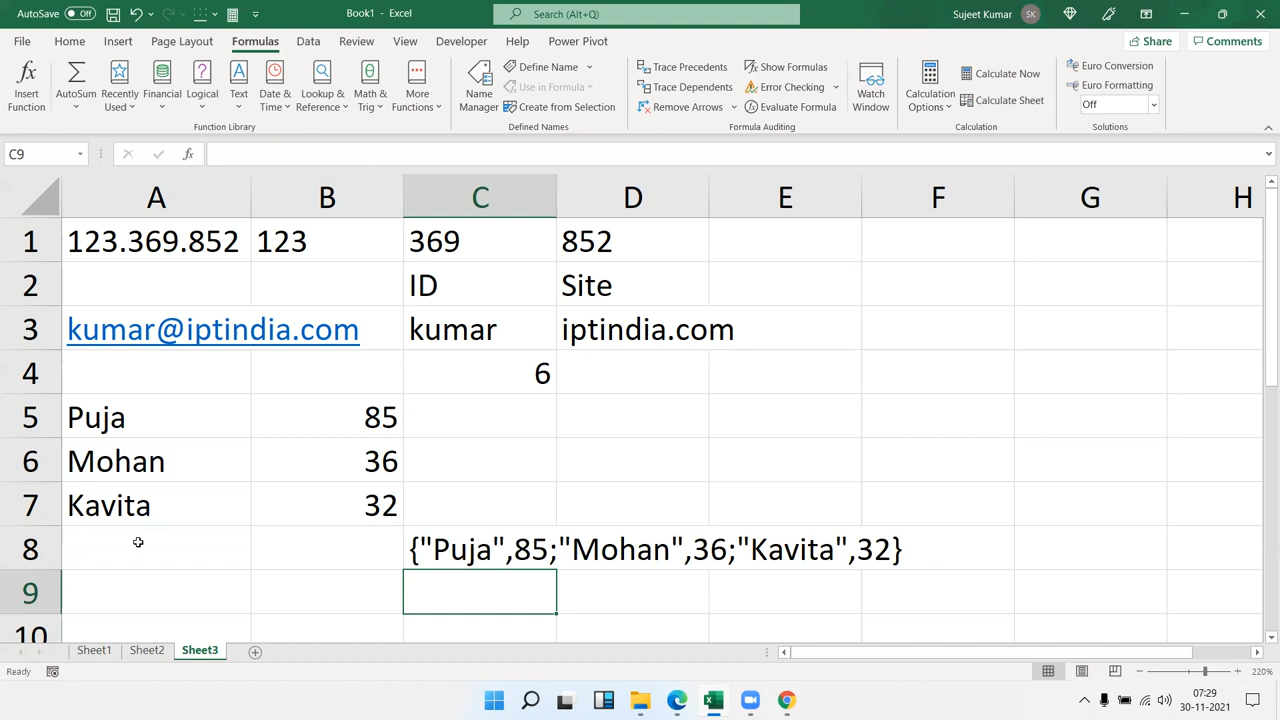 AutoSave Off Book1 - Excel Search (Alt+Q) Sujeet Kumar SK
File Home Insert Page Layout Formulas Data Review View Developer Help Power Pivot Share Comments
Insert Function
AutoSum
Recently Used
Financial
Logical
Text
Date & Time
Lookup & Reference
Math & Trig
More Functions
Function Library
Name Manager
Define Name
Use in Formula
Create from Selection
Defined Names
Trace Precedents
Trace Dependents
Remove Arrows
Show Formulas
Error Checking
Evaluate Formula
Formula Auditing
Watch Window
Calculation Options
Calculate Now
Calculate Sheet
Calculation
Euro Conversion
Euro Formatting
Off
Solutions
C9 fx
A B C D E F G H
1 123.369.852 123 369 852
2 ID Site
3 kumar@iptindia.com kumar iptindia.com
4 6
5 Puja 85
6 Mohan 36
7 Kavita 32
8 {"Puja",85;"Mohan",36;"Kavita",32}
9
10
Sheet1 Sheet2 Sheet3
Ready 220%
07:29
30-11-2021